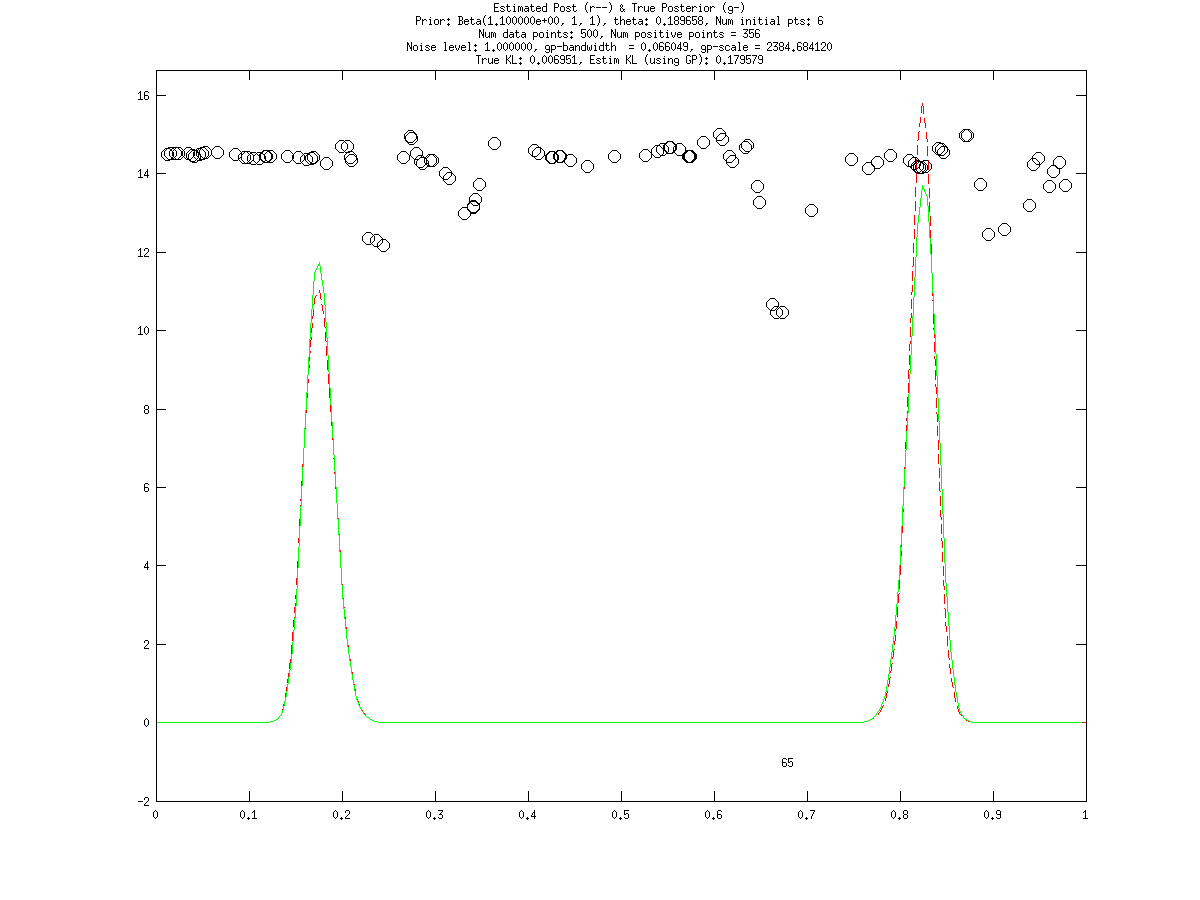 Estimated Post (r--) & True Posterior (g-)
Prior: Beta(1.100000e+00, 1, 1), theta: 0.189658, Num initial pts: 6
Num data points: 500, Num positive points = 356
Noise level: 1.000000, gp-bandwidth  = 0.066049, gp-scale = 2384.684120
True KL: 0.006951, Estim KL (using GP): 0.179579
16
14
12
10
8
6
4
2
0
65
-2
0 0.1 0.2 0.3 0.4 0.5 0.6 0.7 0.8 0.9 1